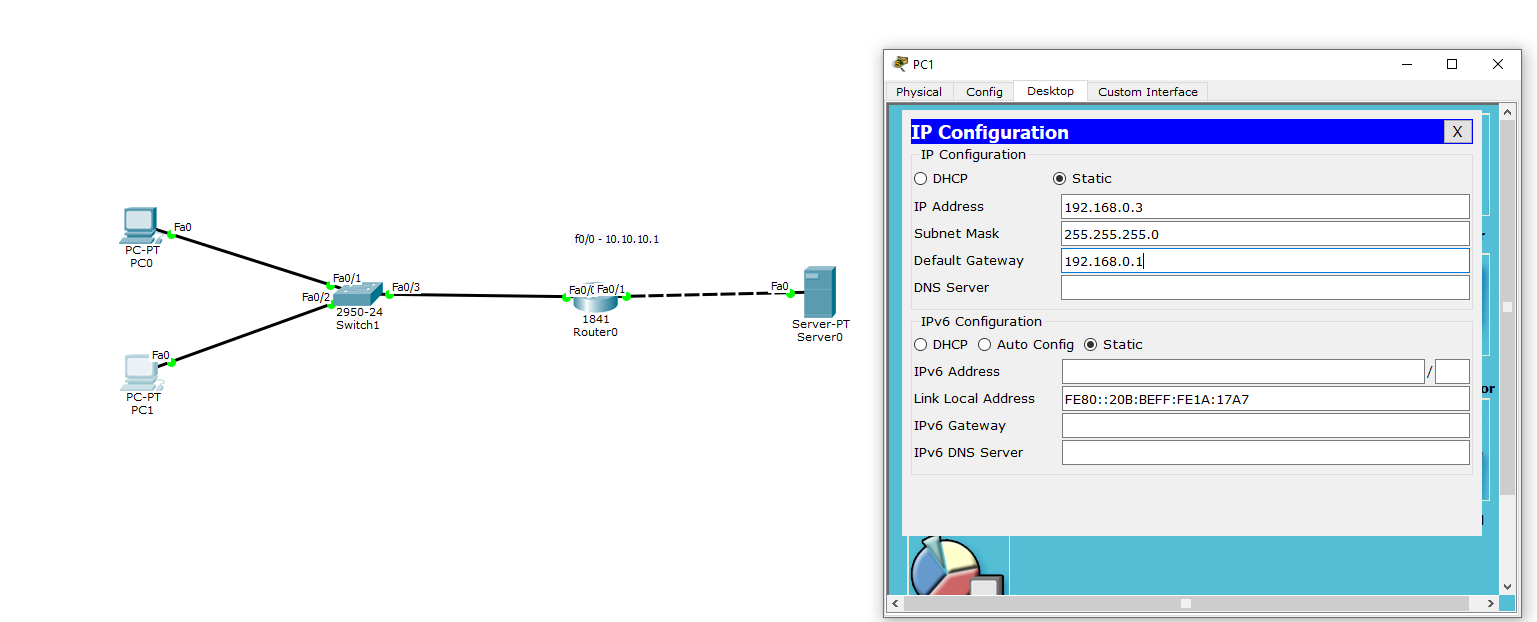 Fa0
PC-PT
PC0
Fa0/1
Fa0/2
Fa0/3
2950-24
Switch1
Fa0
PC-PT
PC1
f0/0 - 10.10.10.1
Fa0/1
1841
Router0
Fa0
Server-PT
Server0
PC1
Physical Config Desktop Custom Interface
IP Configuration X
IP Configuration
DHCP Static
IP Address 192.168.0.3
Subnet Mask 255.255.255.0
Default Gateway 192.168.0.1
DNS Server
IPv6 Configuration
DHCP Auto Config Static
IPv6 Address /
Link Local Address FE80::20B:BEFF:FE1A:17A7
IPv6 Gateway
IPv6 DNS Server
or